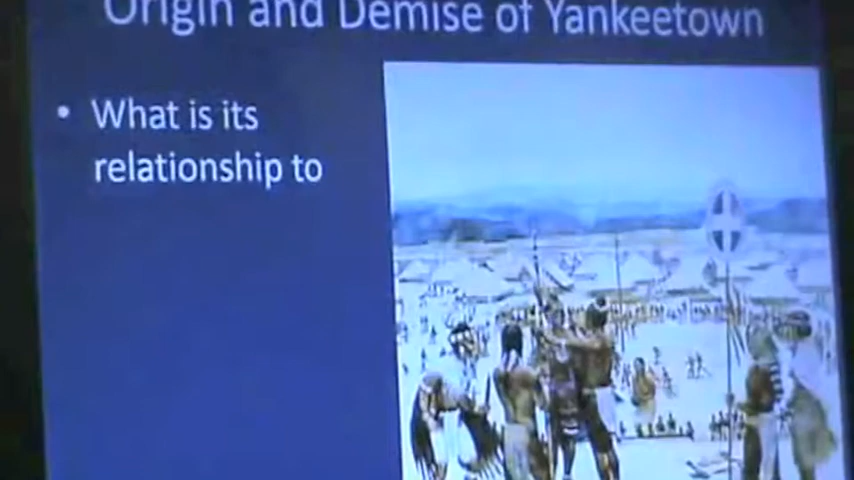 Origin and Demise of Yankeetown
• What is its
relationship to